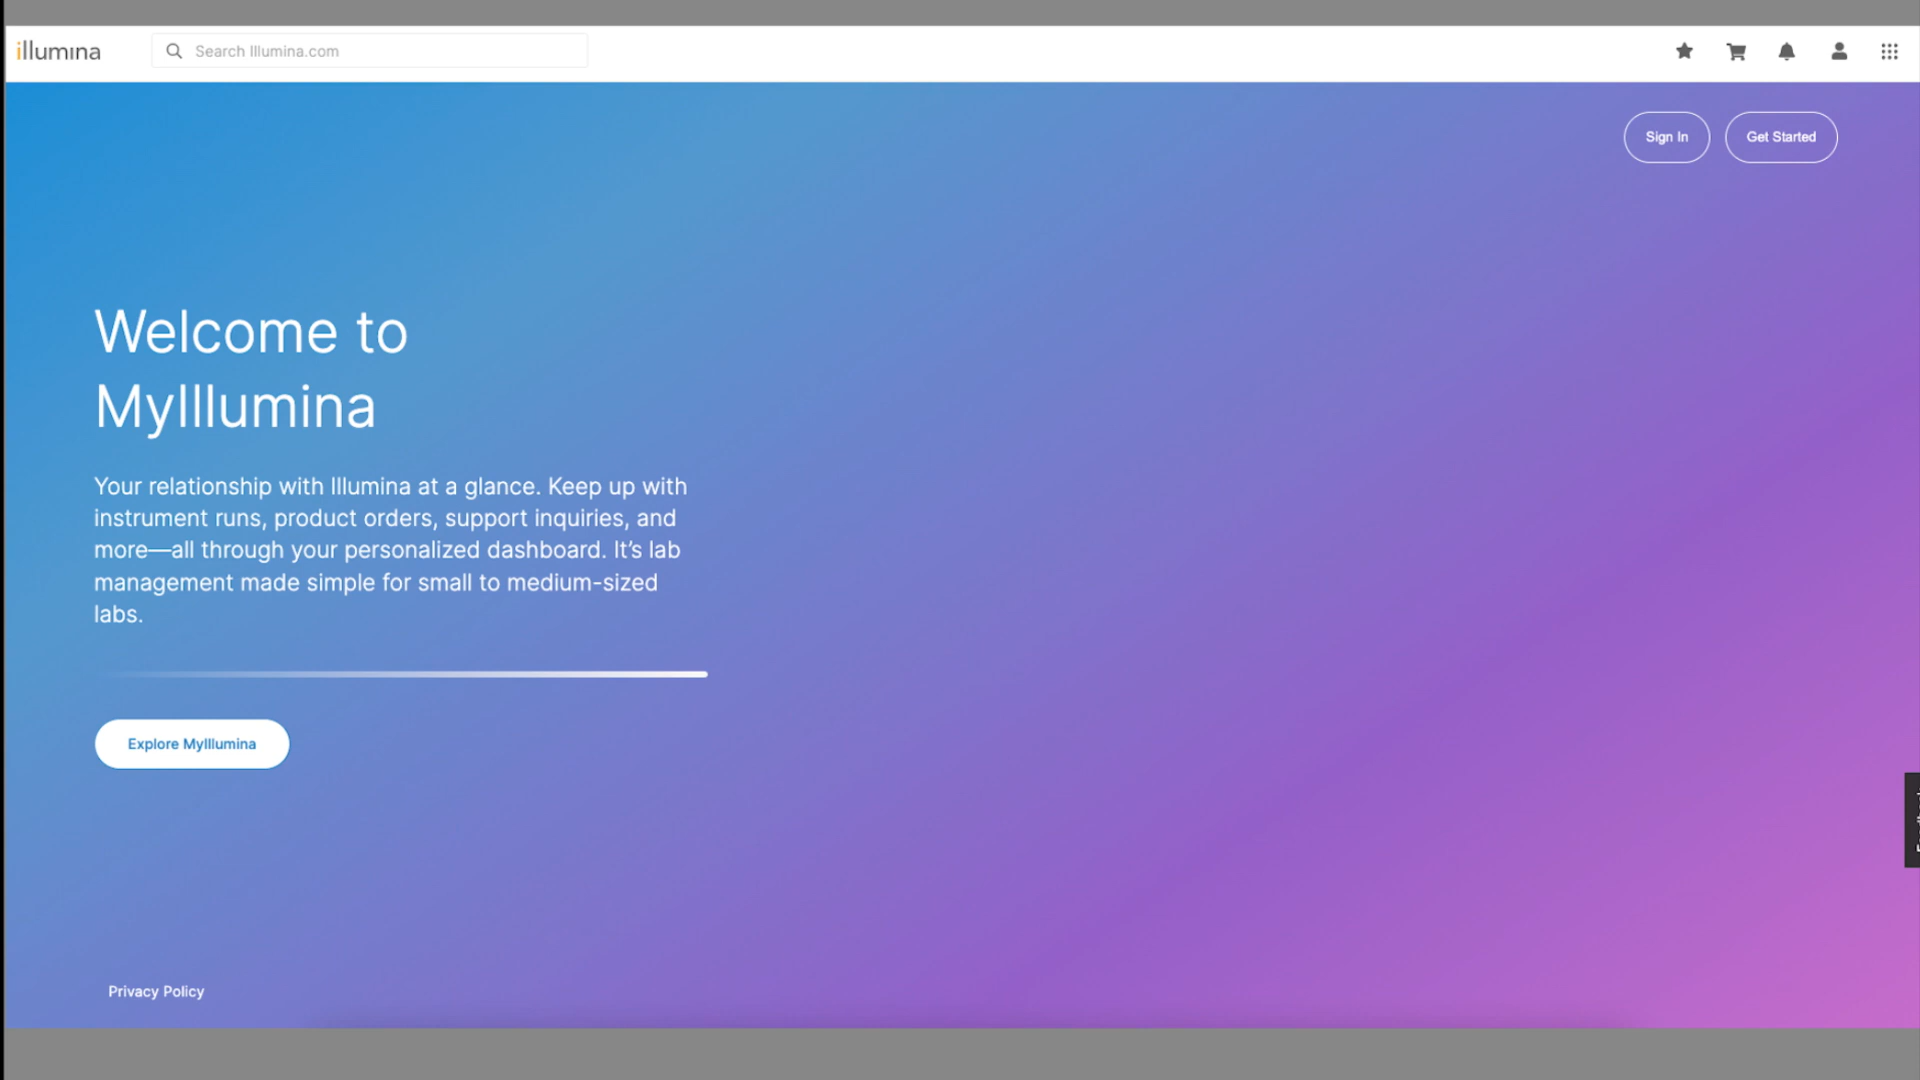 illumina
Search Illumina.com
Sign In
Get Started
Welcome to
MyIllumina
Your relationship with Illumina at a glance. Keep up with
instrument runs, product orders, support inquiries, and
more—all through your personalized dashboard. It’s lab
management made simple for small to medium-sized
labs.
Explore MyIllumina
Privacy Policy